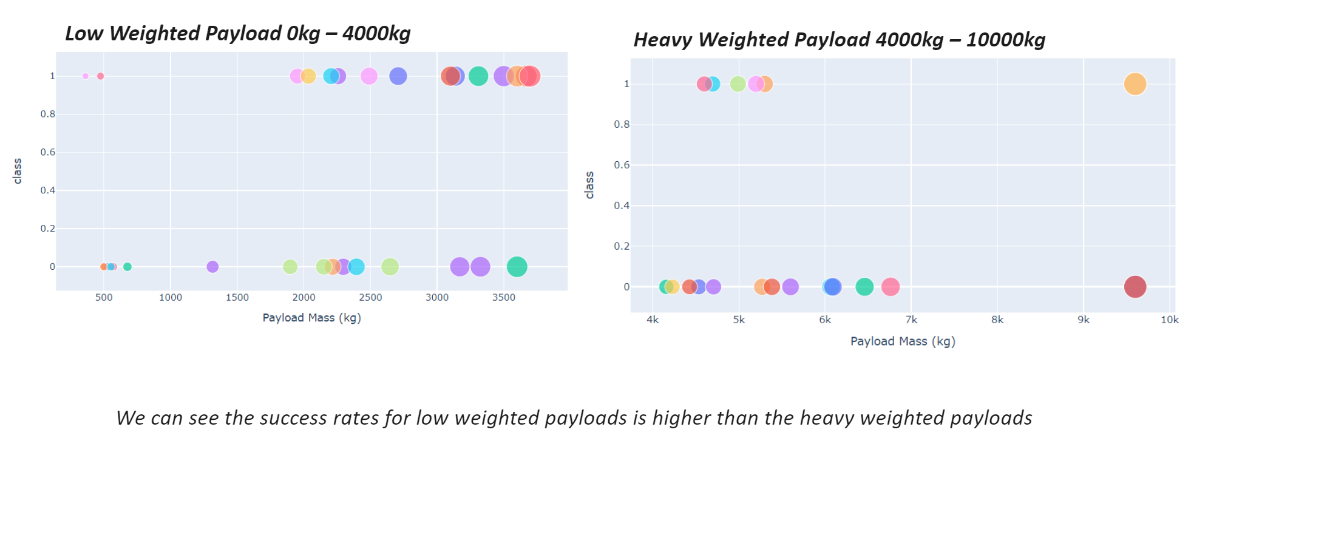 Low Weighted Payload 0kg – 4000kg
1
0.8
0.6
0.4
0.2
0
class
500 1000 1500 2000 2500 3000 3500
Payload Mass (kg)
Heavy Weighted Payload 4000kg – 10000kg
1
0.8
0.6
0.4
0.2
0
class
4k 5k 6k 7k 8k 9k 10k
Payload Mass (kg)
We can see the success rates for low weighted payloads is higher than the heavy weighted payloads